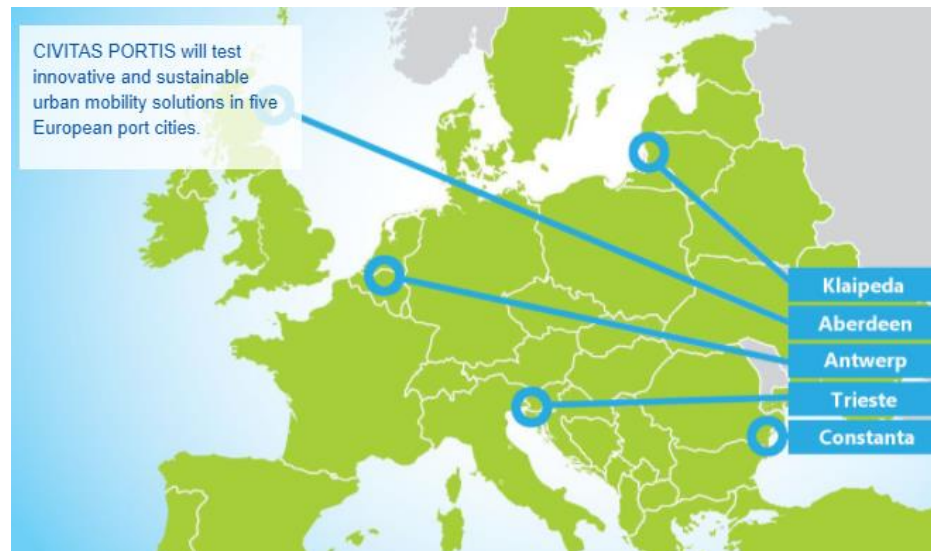 CIVITAS PORTIS will test
innovative and sustainable
urban mobility solutions in five
European port cities.
Klaipeda
Aberdeen
Antwerp
Trieste
Constanta